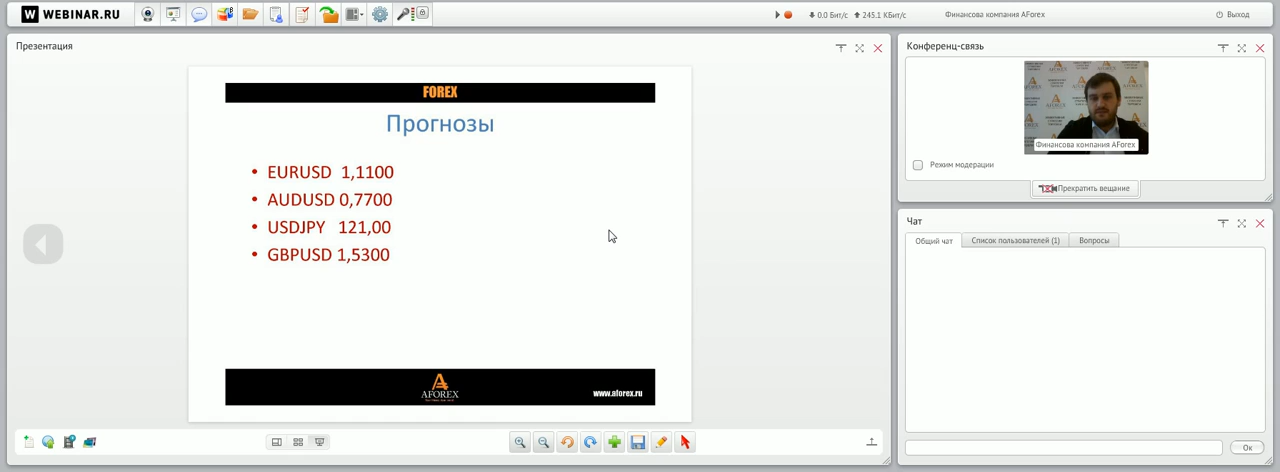 W WEBINAR.RU
0.0 Бит/с 245.1 КБит/с
Финансова компания AForex
Выход
Презентация
FOREX
Прогнозы
• EURUSD 1,1100
• AUDUSD 0,7700
• USDJPY 121,00
• GBPUSD 1,5300
AFOREX
www.aforex.ru
Конференц-связь
AFOREX
Финансова компания AForex
Режим модерации
Прекратить вещание
Чат
Общий чат
Список пользователей (1)
Вопросы
Ок